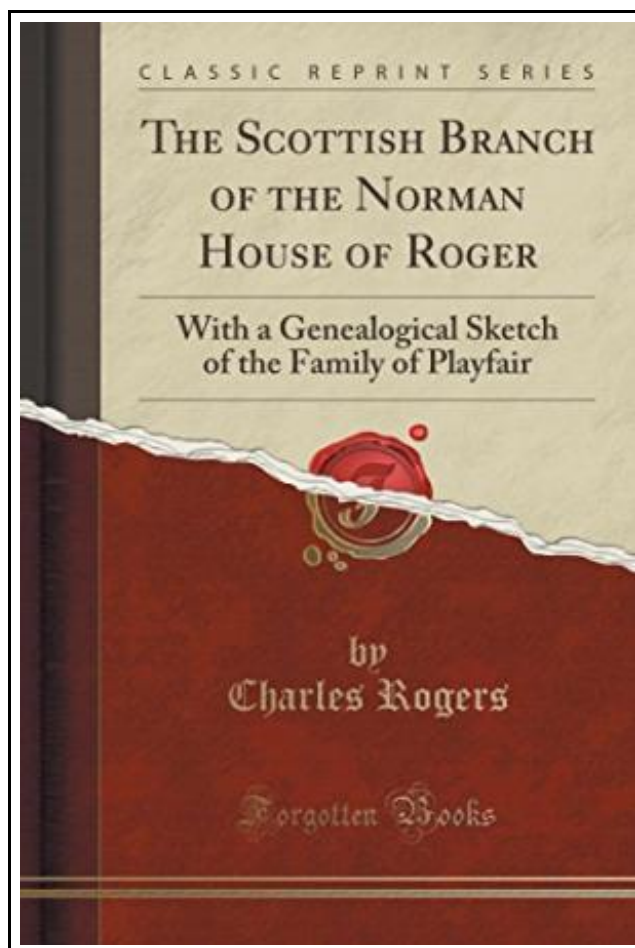 CLASSIC REPRINT SERIES
THE SCOTTISH BRANCH
OF THE NORMAN
HOUSE OF ROGER
With a Genealogical Sketch
of the Family of Playfair
by
Charles Rogers
Forgotten Books